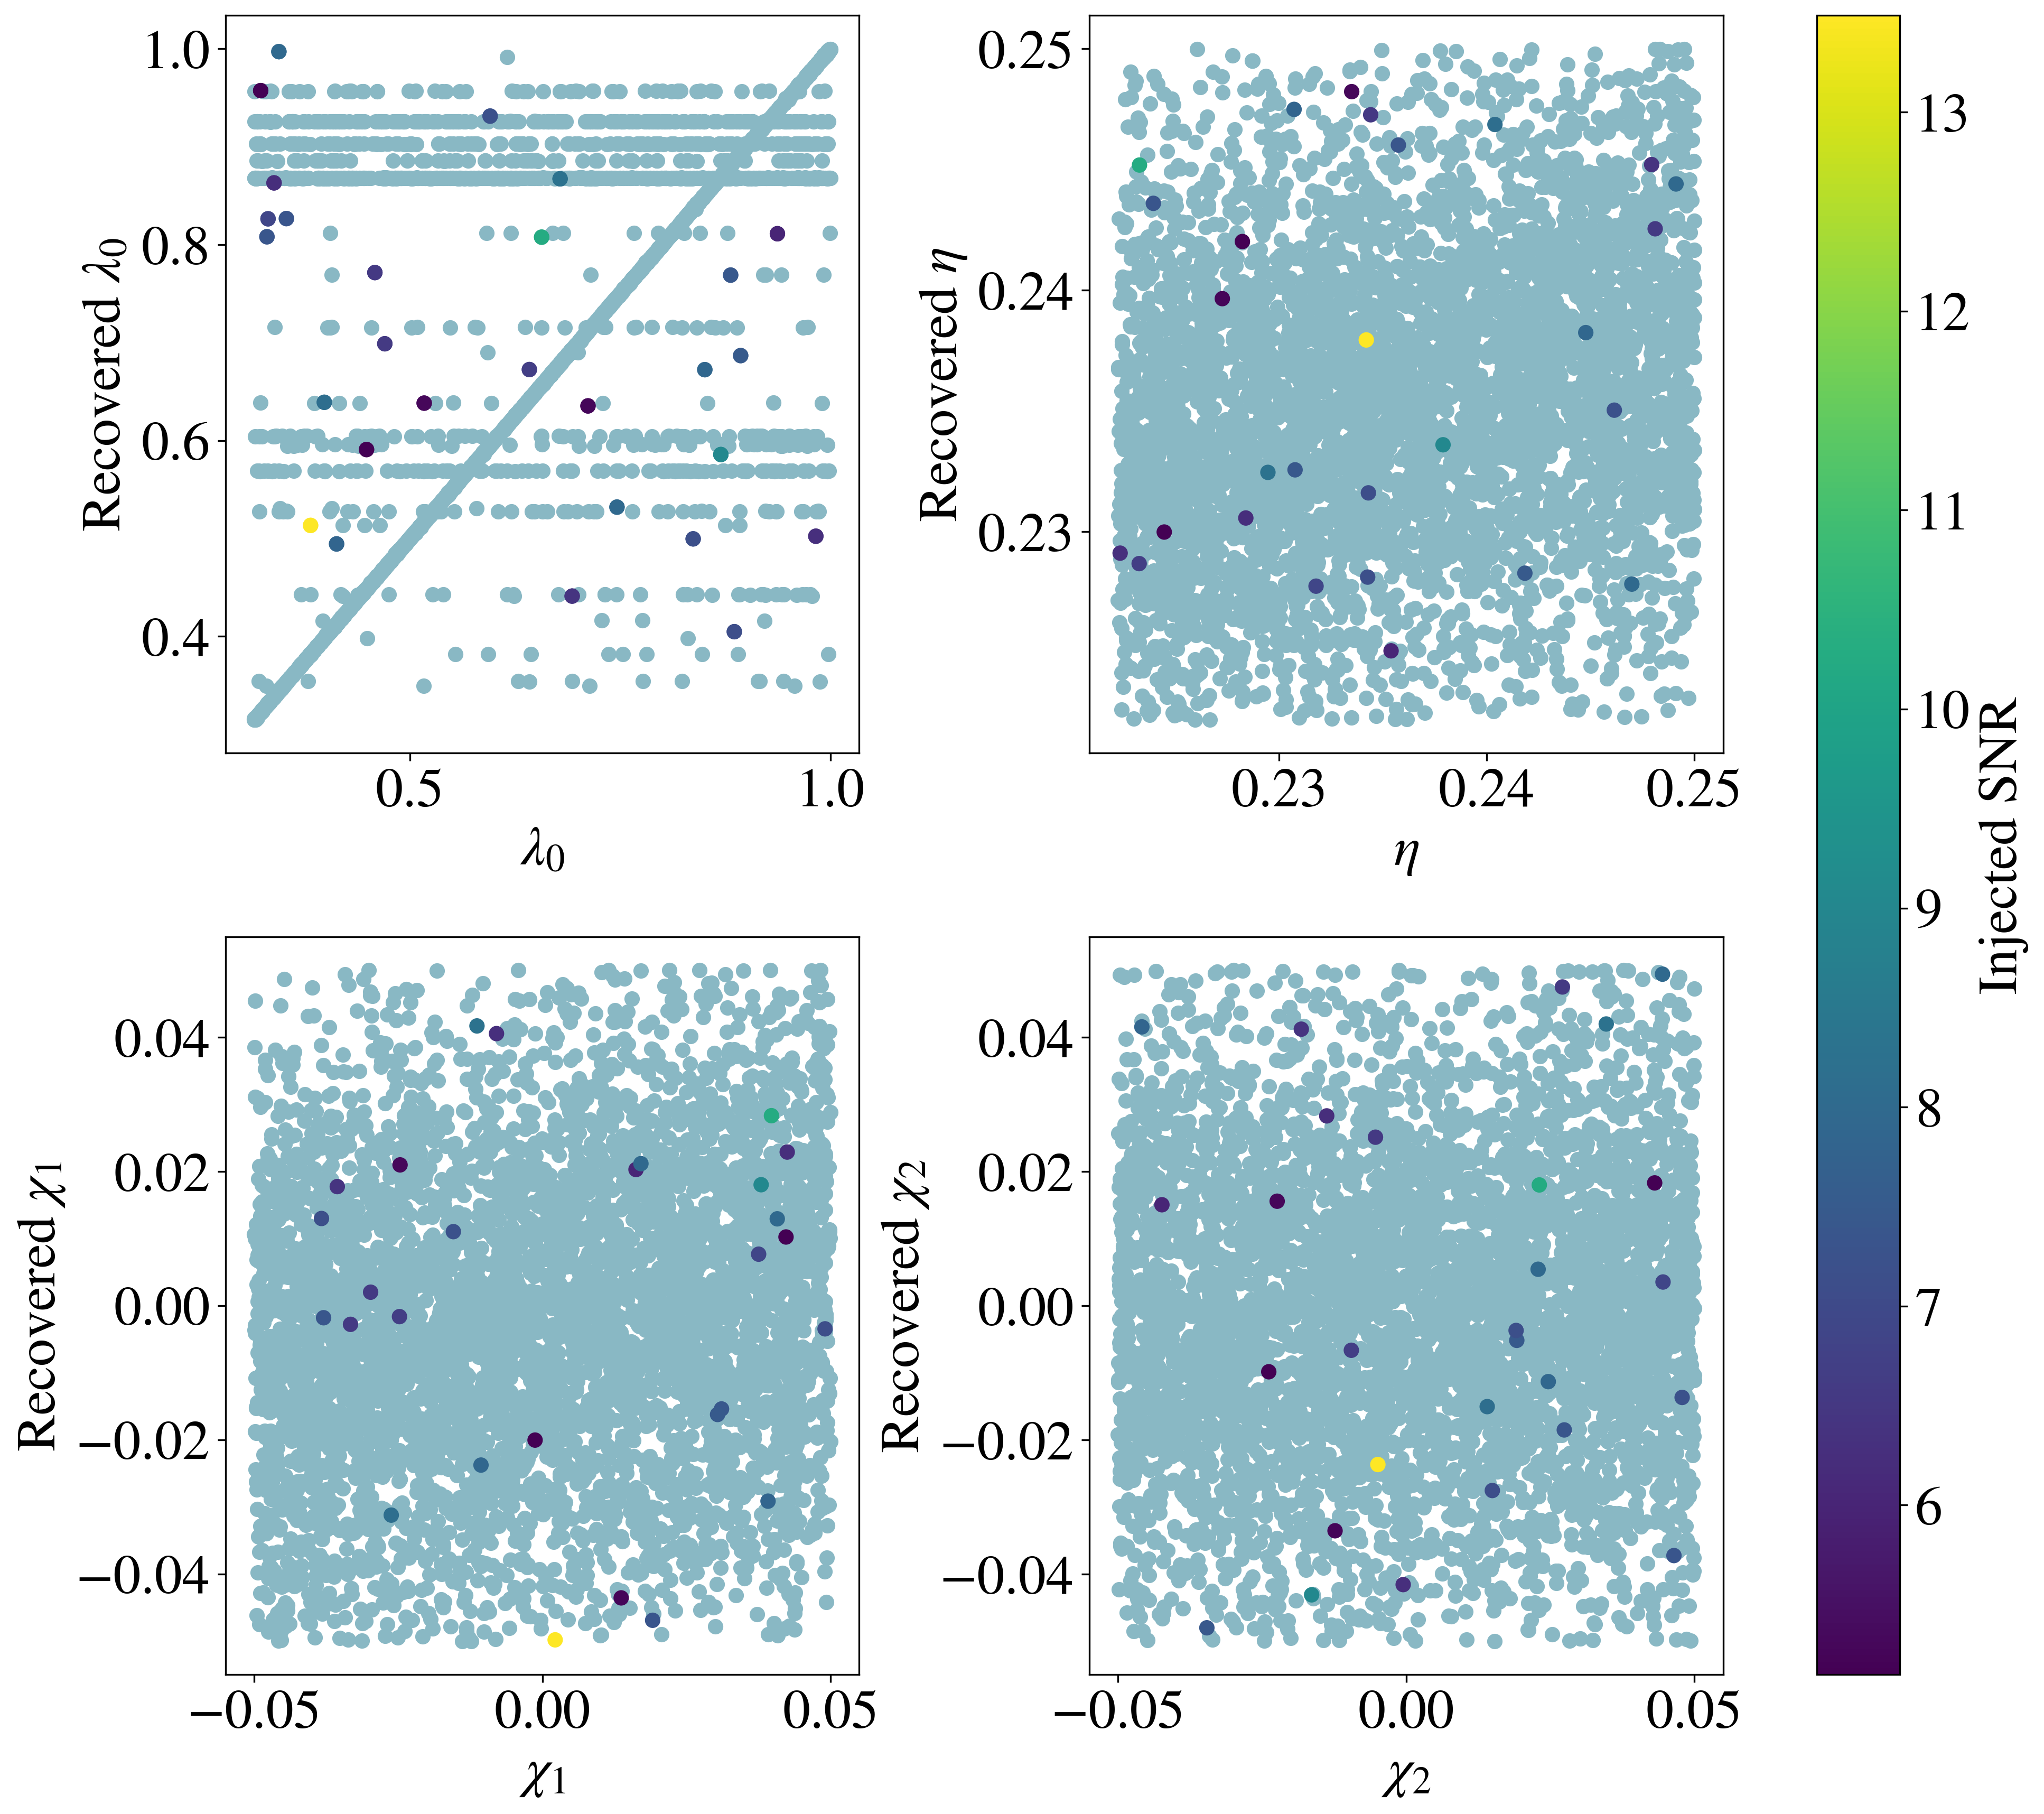 1.0
0.8
0.6
0.4
Recovered λ0
0.5 1.0
λ0
0.25
0.24
0.23
Recovered η
0.23 0.24 0.25
η
0.04
0.02
0.00
−0.02
−0.04
Recovered χ1
−0.05 0.00 0.05
χ1
0.04
0.02
0.00
−0.02
−0.04
Recovered χ2
−0.05 0.00 0.05
χ2
13
12
11
10
9
8
7
6
Injected SNR